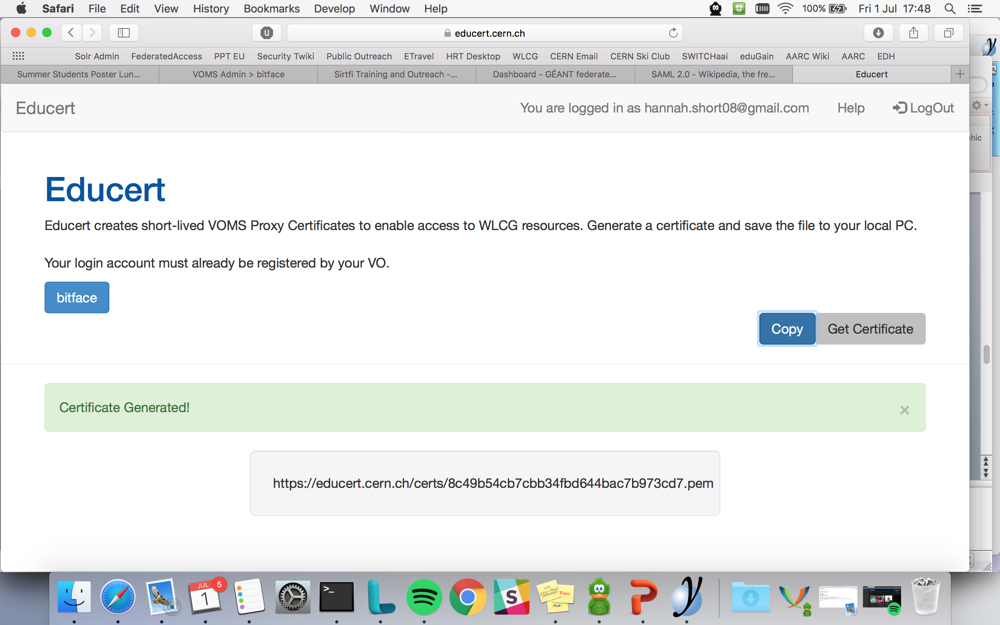 Safari File Edit View History Bookmarks Develop Window Help 100% Fri 1 Jul 17:48
U educert.cern.ch
Solr Admin FederatedAccess PPT EU Security Twiki Public Outreach ETravel HRT Desktop WLCG CERN Email CERN Ski Club SWITCHaai eduGain AARC Wiki AARC EDH
Summer Students Poster Lun... VOMS Admin > bitface Sirtfi Training and Outreach -... Dashboard - GÉANT federate... SAML 2.0 - Wikipedia, the fre... Educert
Educert You are logged in as hannah.short08@gmail.com Help LogOut
hic
Educert
Educert creates short-lived VOMS Proxy Certificates to enable access to WLCG resources. Generate a certificate and save the file to your local PC.
Your login account must already be registered by your VO.
bitface
Copy Get Certificate
Certificate Generated!
https://educert.cern.ch/certs/8c49b54cb7cbb34fbd644bac7b973cd7.pem
JUL 5
1
Lou
555-7361
EGGS
MILK
S